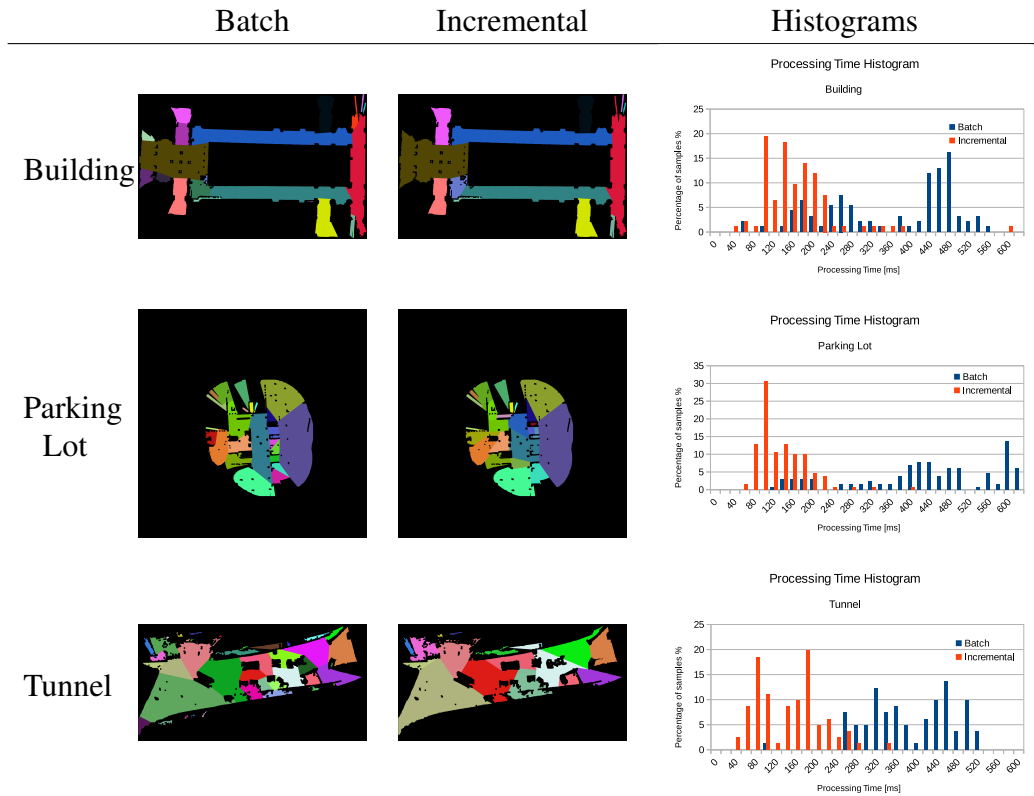 Batch Incremental Histograms
Building
Processing Time Histogram
Building
25
20
15
10
5
0
Percentage of samples %
Batch
Incremental
0 40 80 120 160 200 240 280 320 360 400 440 480 520 560 600
Processing Time [ms]
Parking
Lot
Processing Time Histogram
Parking Lot
35
30
25
20
15
10
5
0
Percentage of samples %
Batch
Incremental
0 40 80 120 160 200 240 280 320 360 400 440 480 520 560 600
Processing Time [ms]
Tunnel
Processing Time Histogram
Tunnel
25
20
15
10
5
0
Percentage of samples %
Batch
Incremental
0 40 80 120 160 200 240 280 320 360 400 440 480 520 560 600
Processing Time [ms]